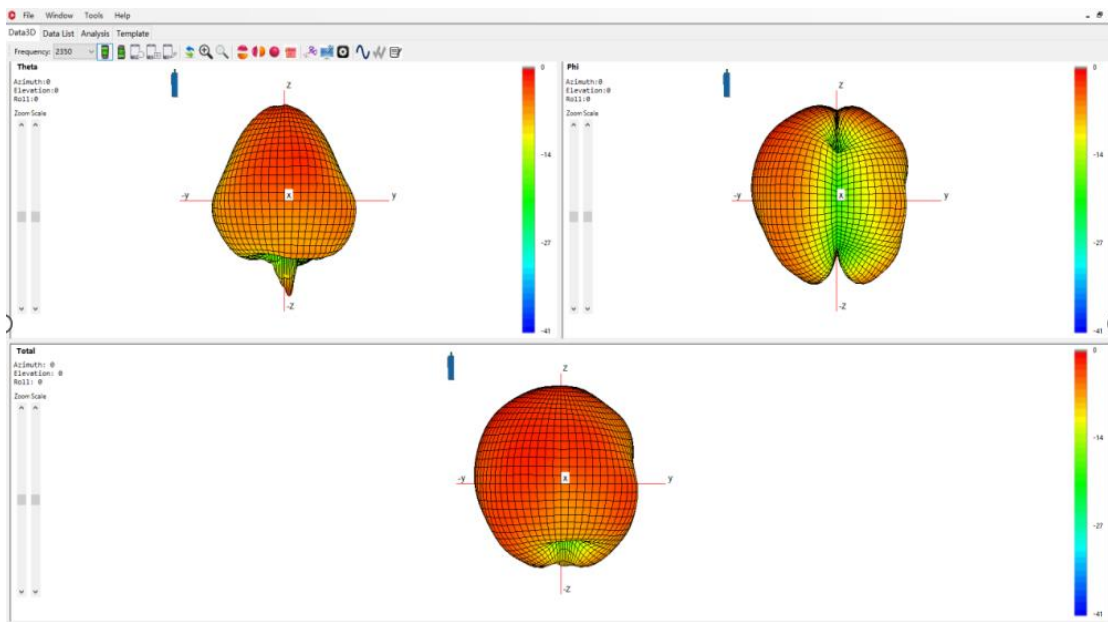 File Window Tools Help
Data3D Data List Analysis Template
Frequency: 2350
Theta
Azimuth:0
Elevation:0
Roll:0
Zoom Scale
Z
-y
x
y
-Z
0
-14
-27
-41
Phi
Azimuth:0
Elevation:0
Roll:0
Zoom Scale
Z
-y
x
y
-Z
0
-14
-27
-41
Total
Azimuth: 0
Elevation: 0
Roll: 0
Zoom Scale
Z
-y
x
y
-Z
0
-14
-27
-41